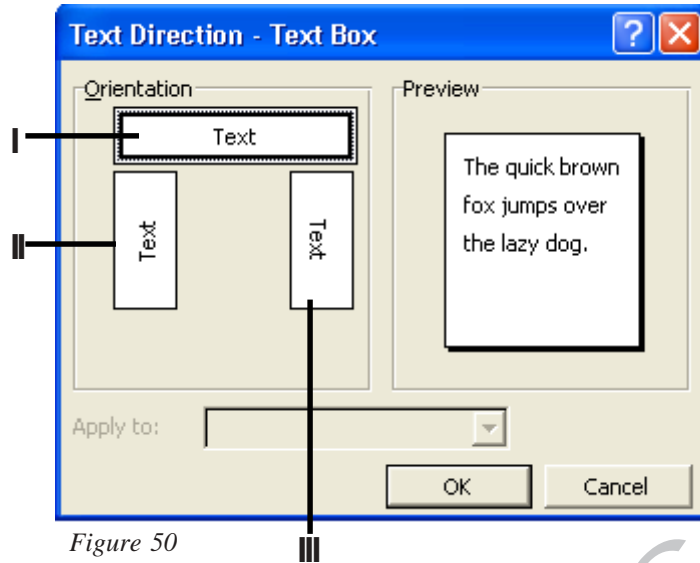 Text Direction - Text Box
Orientation
Preview
I
Text
II
Text
Text
The quick brown
fox jumps over
the lazy dog.
Apply to:
OK
Cancel
Figure 50
III